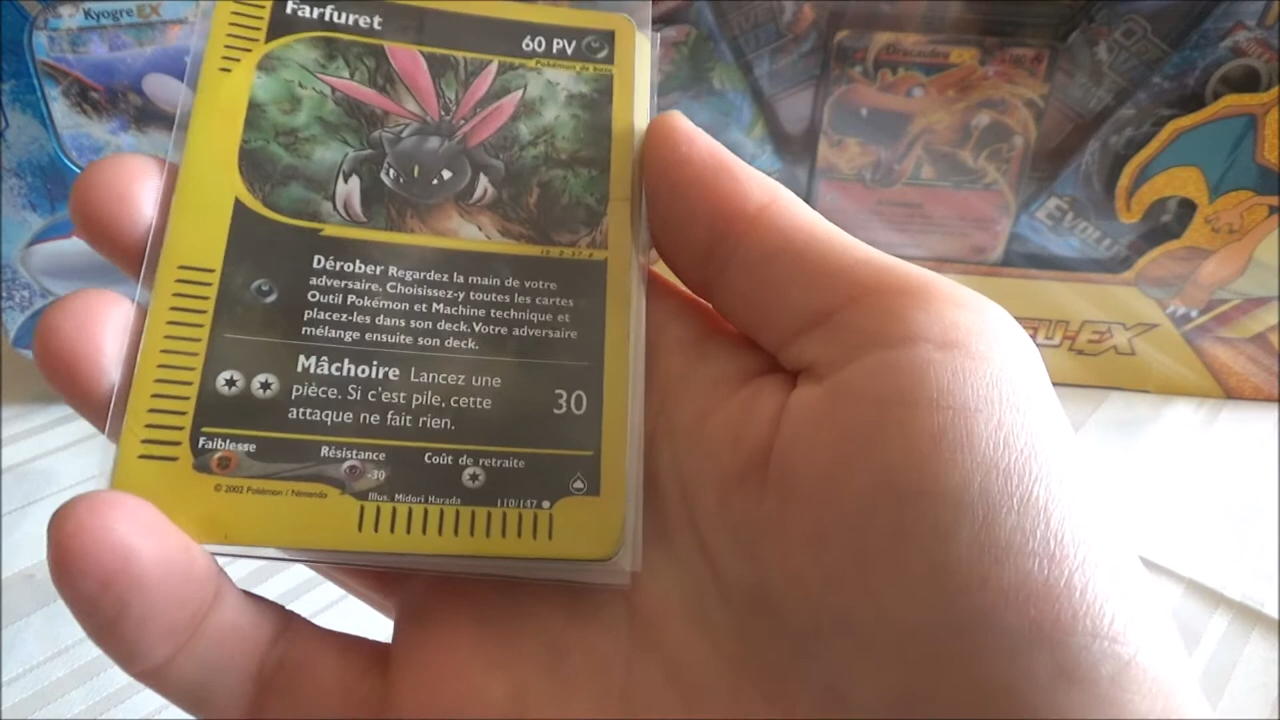 Kyogre EX
Farfuret
60 PV
Pokémon de base
Dracaufeu
Dérober Regardez la main de votre
adversaire. Choisissez-y toutes les cartes
Outil Pokémon et Machine technique et
placez-les dans son deck. Votre adversaire
mélange ensuite son deck.
Mâchoire Lancez une
pièce. Si c'est pile, cette
attaque ne fait rien.
30
Faiblesse
Résistance
-30
Coût de retraite
© 2002 Pokémon / Nintendo
Illus. Midori Harada
110/147
ÉVOLU
EU-EX